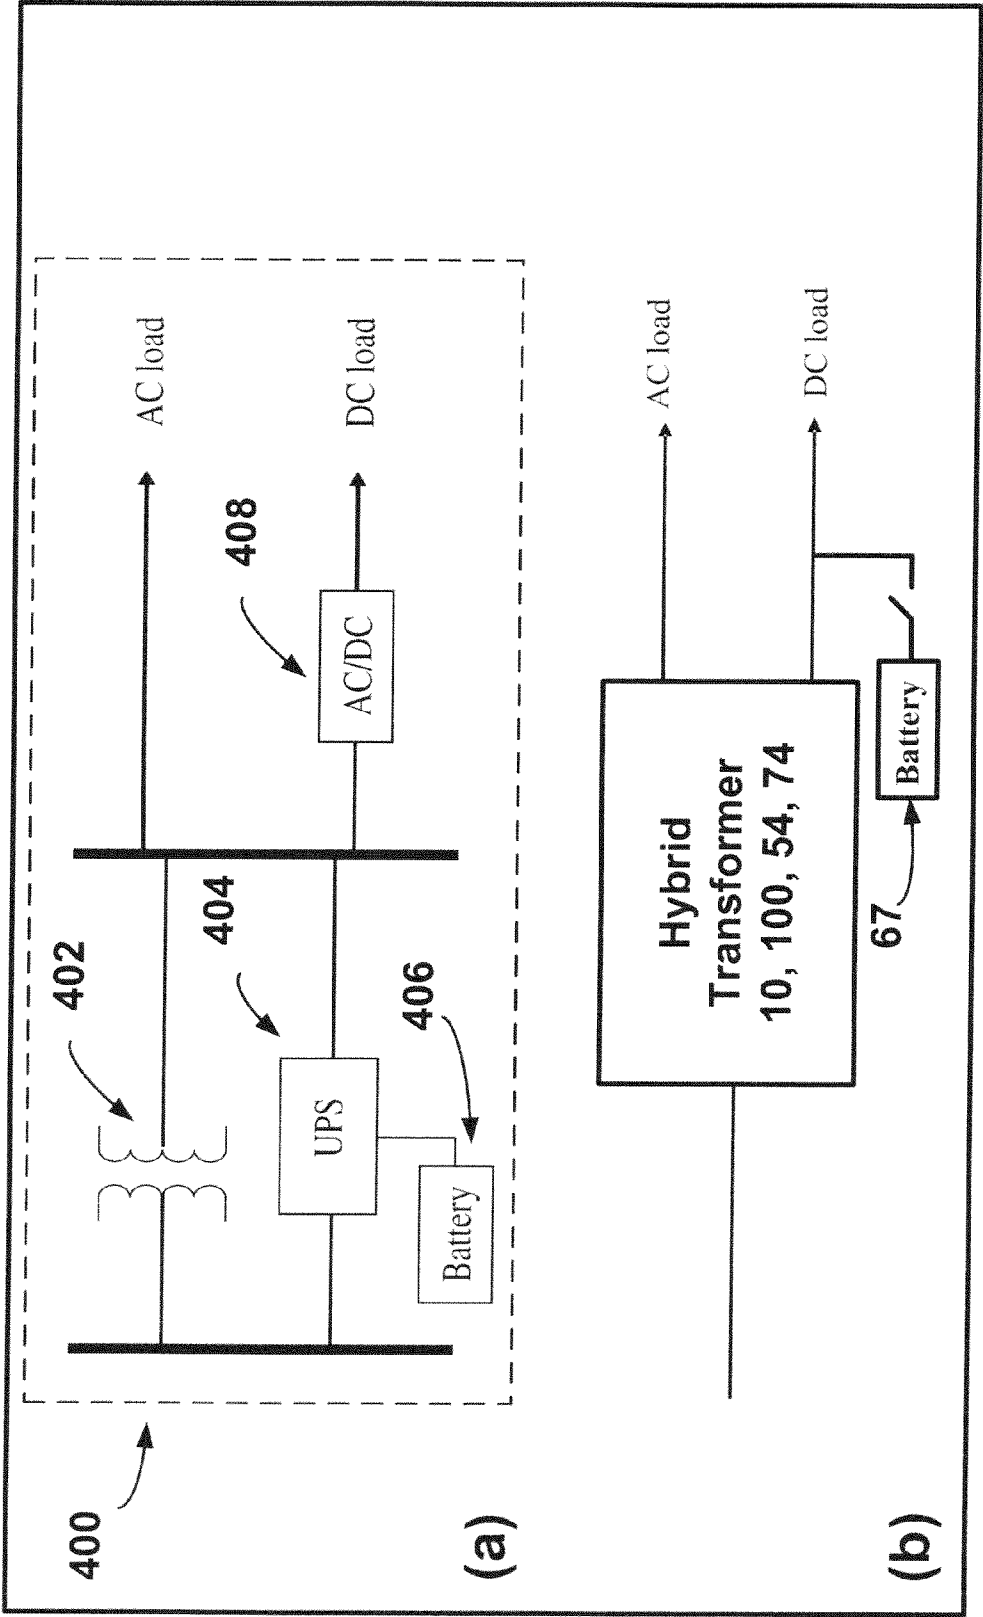 400
402
AC load
404
UPS
408
AC/DC
DC load
406
Battery
(a)
AC load
Hybrid
Transformer
10, 100, 54, 74
DC load
67
Battery
(b)